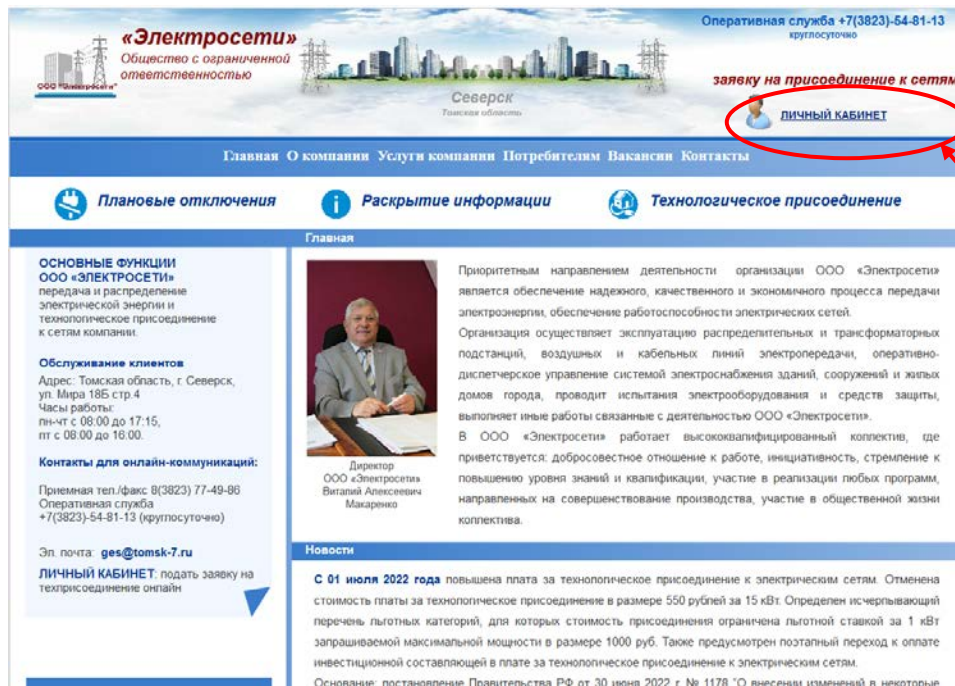 «Электросети»
Общество с ограниченной
ответственностью
ООО "Электросети"
Северск
Томская область
Оперативная служба +7(3823)-54-81-13
круглосуточно
заявку на присоединение к сетям
ЛИЧНЫЙ КАБИНЕТ
Главная О компании Услуги компании Потребителям Вакансии Контакты
Плановые отключения
Раскрытие информации
Технологическое присоединение
Главная
ОСНОВНЫЕ ФУНКЦИИ
ООО «ЭЛЕКТРОСЕТИ»
передача и распределение
электрической энергии и
технологическое присоединение
к сетям компании.
Обслуживание клиентов
Адрес: Томская область, г. Северск,
ул. Мира 18Б стр.4
Часы работы:
пн-чт с 08:00 до 17:15,
пт с 08:00 до 16:00.
Контакты для онлайн-коммуникаций:
Приемная тел./факс 8(3823) 77-49-86
Оперативная служба
+7(3823)-54-81-13 (круглосуточно)
Эл. почта: ges@tomsk-7.ru
ЛИЧНЫЙ КАБИНЕТ: подать заявку на
техприсоединение онлайн
Директор
ООО «Электросети»
Виталий Алексеевич
Макаренко
Приоритетным направлением деятельности организации ООО «Электросети»
является обеспечение надежного, качественного и экономичного процесса передачи
электроэнергии, обеспечение работоспособности электрических сетей.
Организация осуществляет эксплуатацию распределительных и трансформаторных
подстанций, воздушных и кабельных линий электропередачи, оперативно-
диспетчерское управление системой электроснабжения зданий, сооружений и жилых
домов города, проводит испытания электрооборудования и средств защиты,
выполняет иные работы связанные с деятельностью ООО «Электросети».
В ООО «Электросети» работает высококвалифицированный коллектив, где
приветствуется: добросовестное отношение к работе, инициативность, стремление к
повышению уровня знаний и квалификации, участие в реализации любых программ,
направленных на совершенствование производства, участие в общественной жизни
коллектива.
Новости
С 01 июля 2022 года повышена плата за технологическое присоединение к электрическим сетям. Отменена
стоимость платы за технологическое присоединение в размере 550 рублей за 15 кВт. Определен исчерпывающий
перечень льготных категорий, для которых стоимость присоединения ограничена льготной ставкой за 1 кВт
запрашиваемой максимальной мощности в размере 1000 руб. Также предусмотрен поэтапный переход к оплате
инвестиционной составляющей в плате за технологическое присоединение к электрическим сетям.
Основание: постановление Правительства РФ от 30 июня 2022 г. № 1178 "О внесении изменений в некоторые